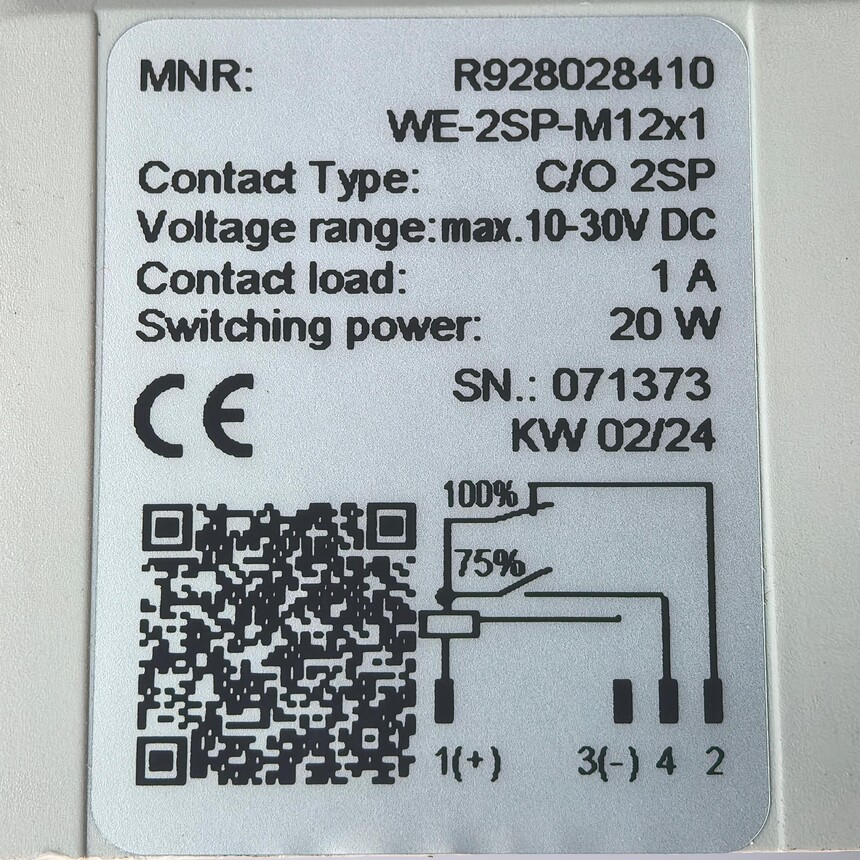 MNR: R928028410
WE-2SP-M12x1
Contact Type: C/O 2SP
Voltage range:max.10-30V DC
Contact load: 1 A
Switching power: 20 W
CE SN.: 071373
KW 02/24
100%
75%
1(+) 3(-) 4 2